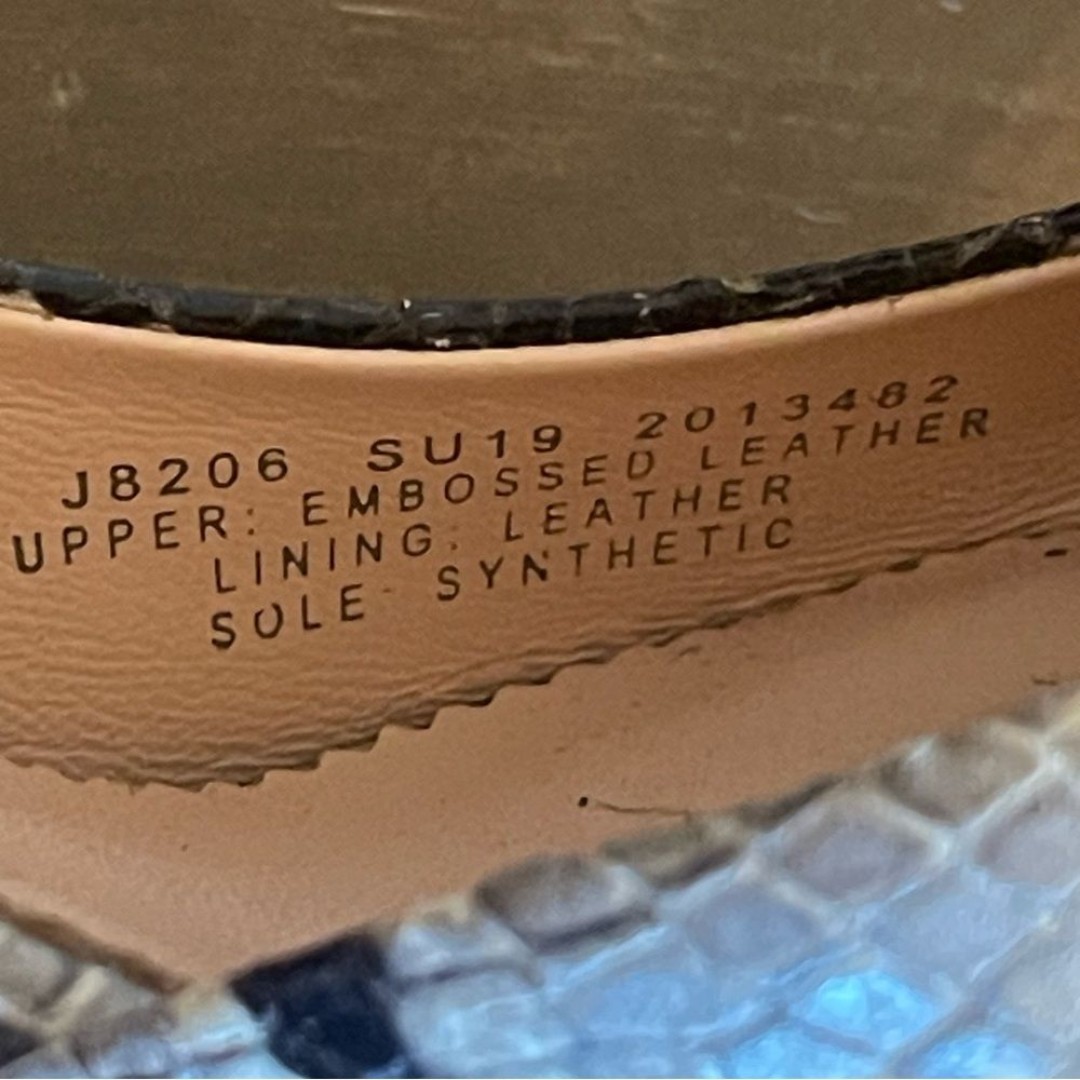 J8206 SU19 2013482
UPPER: EMBOSSED LEATHER
LINING: LEATHER
SOLE: SYNTHETIC